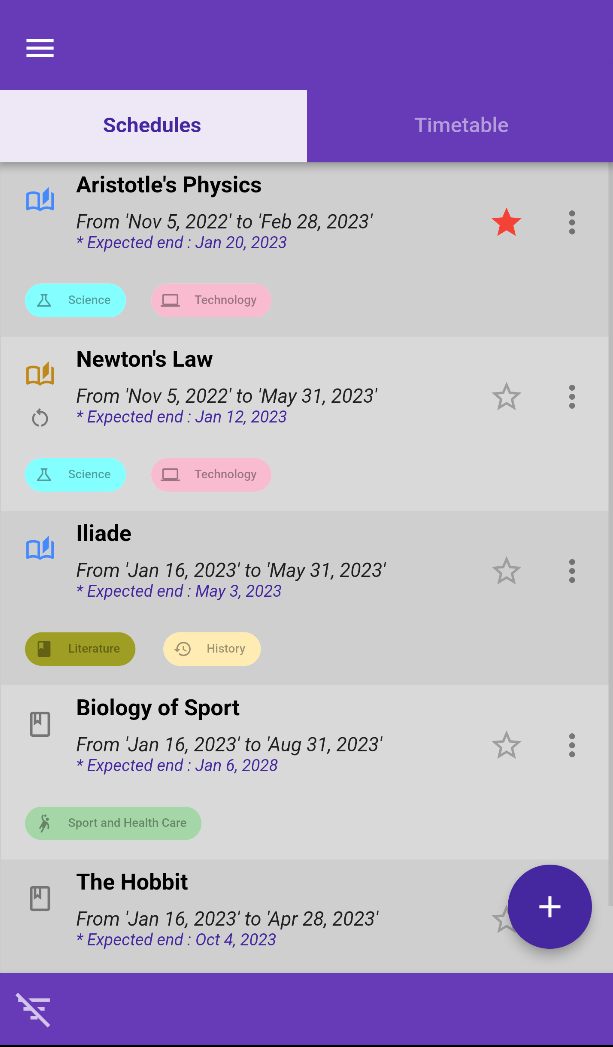 Schedules
Timetable
Aristotle's Physics
From 'Nov 5, 2022' to 'Feb 28, 2023'
* Expected end : Jan 20, 2023
Science
Technology
Newton's Law
From 'Nov 5, 2022' to 'May 31, 2023'
* Expected end : Jan 12, 2023
Science
Technology
Iliade
From 'Jan 16, 2023' to 'May 31, 2023'
* Expected end : May 3, 2023
Literature
History
Biology of Sport
From 'Jan 16, 2023' to 'Aug 31, 2023'
* Expected end : Jan 6, 2028
Sport and Health Care
The Hobbit
From 'Jan 16, 2023' to 'Apr 28, 2023'
* Expected end : Oct 4, 2023